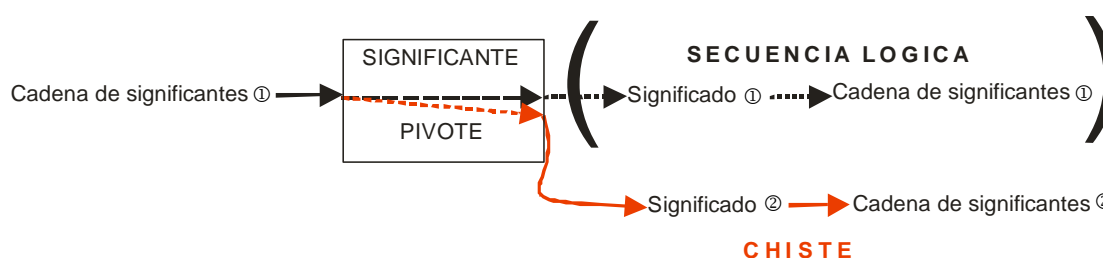 SECUENCIA LOGICA
SIGNIFICANTE
Cadena de significantes ① Significado ① Cadena de significantes ①
PIVOTE
Significado ② Cadena de significantes ②
CHISTE